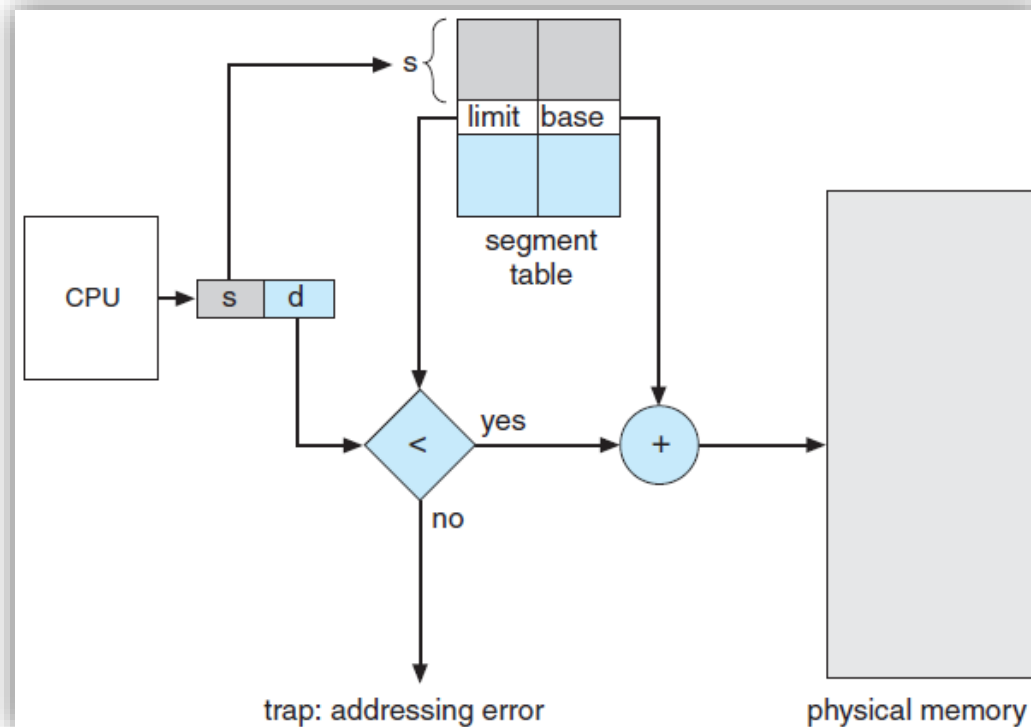 s
limit base
segment
table
CPU
s d
<
yes
+
no
trap: addressing error
physical memory